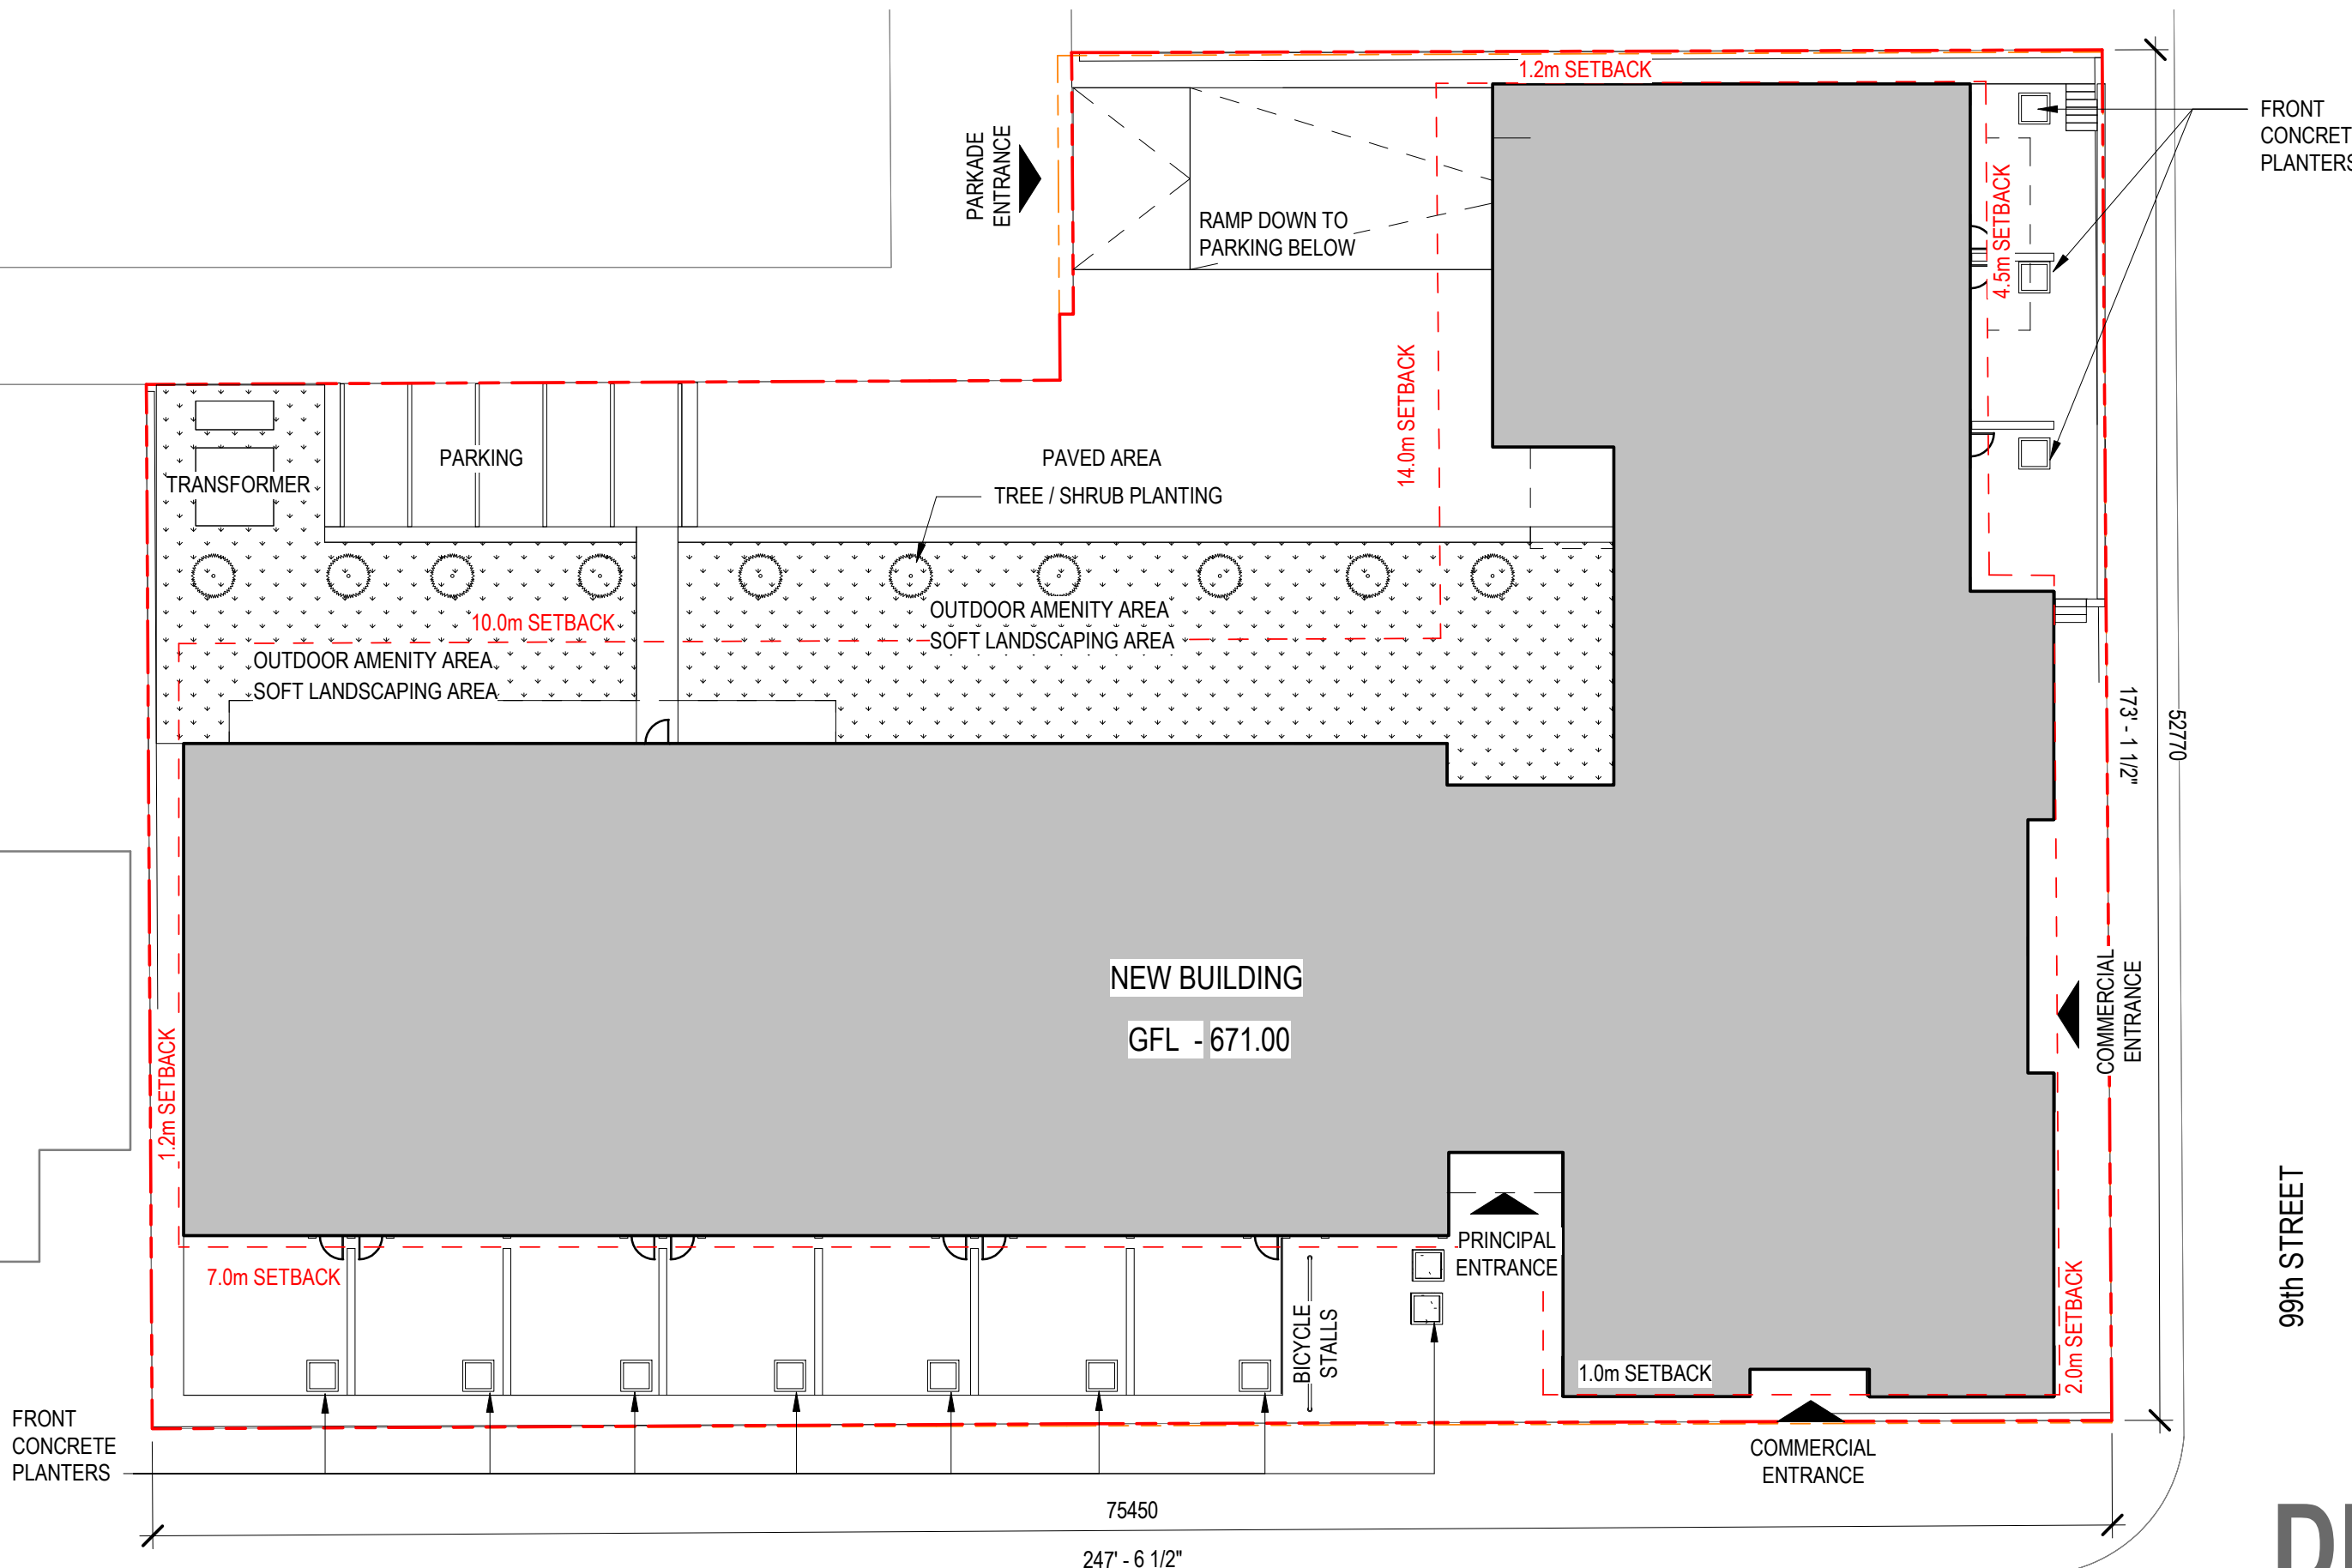 1.2m SETBACK
FRONT
CONCRET
PLANTERS
PARKADE
ENTRANCE
RAMP DOWN TO
PARKING BELOW
4.5m SETBACK
14.0m SETBACK
PARKING
PAVED AREA
TRANSFORMER
TREE / SHRUB PLANTING
10.0m SETBACK
OUTDOOR AMENITY AREA
SOFT LANDSCAPING AREA
OUTDOOR AMENITY AREA
SOFT LANDSCAPING AREA
173' - 1 1/2"
52770
NEW BUILDING
GFL - 671.00
COMMERCIAL
ENTRANCE
1.2m SETBACK
99th STREET
PRINCIPAL
ENTRANCE
7.0m SETBACK
BICYCLE
STALLS
1.0m SETBACK
2.0m SETBACK
FRONT
CONCRETE
PLANTERS
COMMERCIAL
ENTRANCE
75450
247' - 6 1/2"